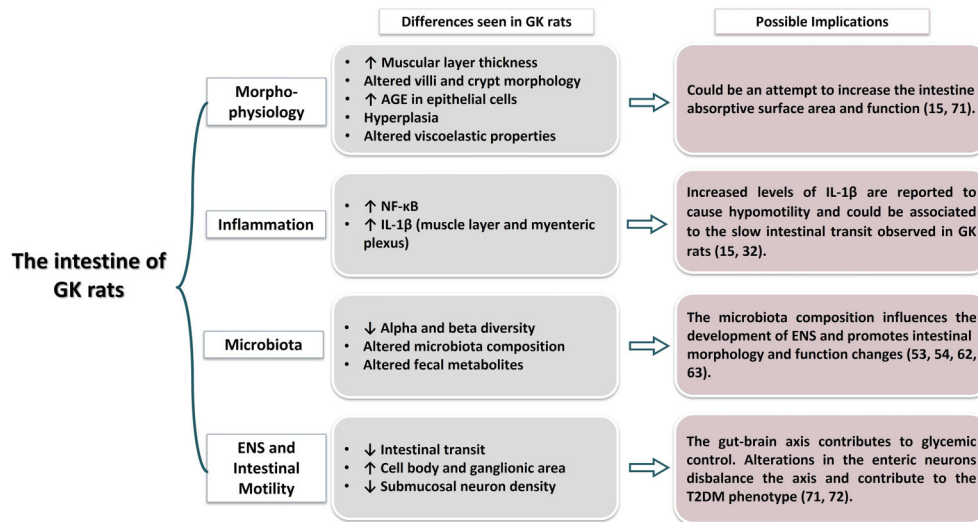 Differences seen in GK rats
Possible Implications
The intestine of
GK rats
Morpho-
physiology
• ↑ Muscular layer thickness
• Altered villi and crypt morphology
• ↑ AGE in epithelial cells
• Hyperplasia
• Altered viscoelastic properties
Could be an attempt to increase the intestine
absorptive surface area and function (15, 71).
Inflammation
• ↑ NF-κB
• ↑ IL-1β (muscle layer and myenteric
plexus)
Increased levels of IL-1β are reported to
cause hypomotility and could be associated
to the slow intestinal transit observed in GK
rats (15, 32).
Microbiota
• ↓ Alpha and beta diversity
• Altered microbiota composition
• Altered fecal metabolites
The microbiota composition influences the
development of ENS and promotes intestinal
morphology and function changes (53, 54, 62,
63).
ENS and
Intestinal
Motility
• ↓ Intestinal transit
• ↑ Cell body and ganglionic area
• ↓ Submucosal neuron density
The gut-brain axis contributes to glycemic
control. Alterations in the enteric neurons
disbalance the axis and contribute to the
T2DM phenotype (71, 72).